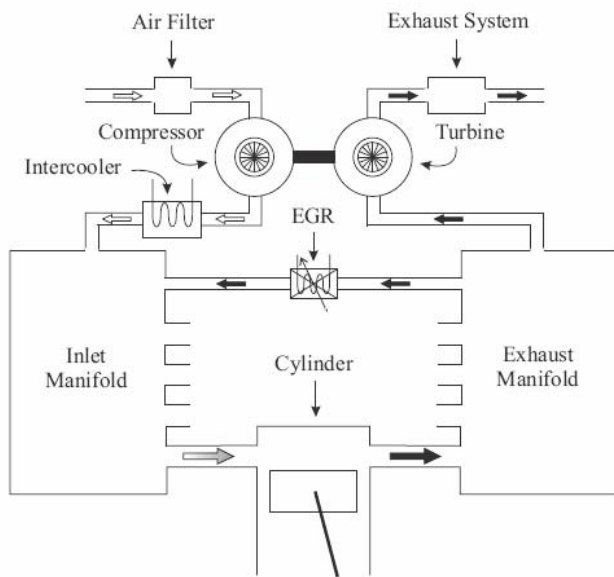 Air Filter
Exhaust System
Compressor
Turbine
Intercooler
EGR
Inlet
Manifold
Cylinder
Exhaust
Manifold